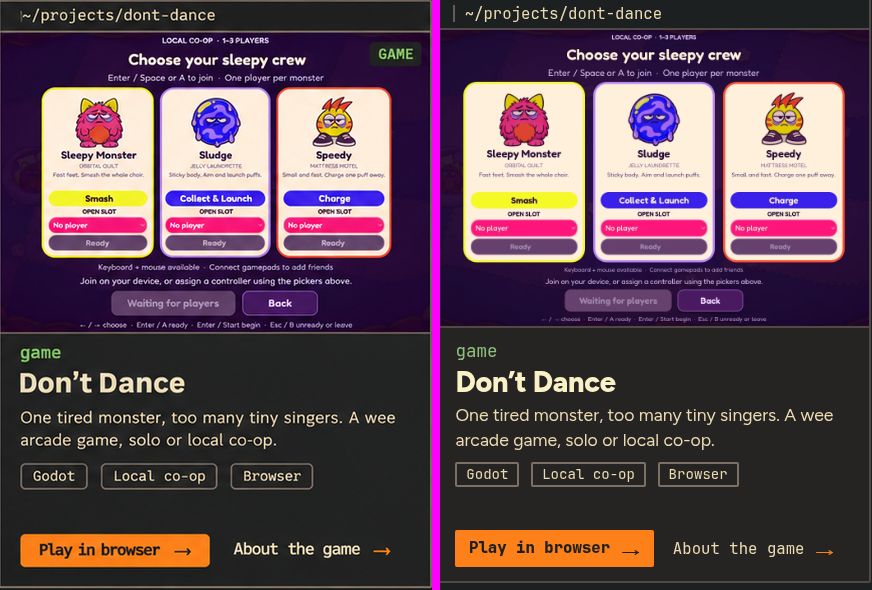 ~/projects/dont-dance
LOCAL CO-OP · 1–3 PLAYERS
GAME
Choose your sleepy crew
Enter / Space or A to join · One player per monster
Sleepy Monster
ORBITAL QUILT
Fast feet. Smash the whole choir.
Smash
OPEN SLOT
No player
Ready
Sludge
JELLY LAUNDRETTE
Sticky body. Aim and launch puffs.
Collect & Launch
OPEN SLOT
No player
Ready
Speedy
MATTRESS MOTEL
Small and fast. Charge one puff away.
Charge
OPEN SLOT
No player
Ready
Keyboard + mouse available · Connect gamepads to add friends
Join on your device, or assign a controller using the pickers above.
Waiting for players
Back
← / → choose · Enter / A ready · Enter / Start begin · Esc / B unready or leave
game
Don’t Dance
One tired monster, too many tiny singers. A wee
arcade game, solo or local co-op.
Godot
Local co-op
Browser
Play in browser →
About the game →
~/projects/dont-dance
LOCAL CO-OP · 1–3 PLAYERS
Choose your sleepy crew
Enter / Space or A to join · One player per monster
Sleepy Monster
ORBITAL QUILT
Fast feet. Smash the whole choir.
Smash
OPEN SLOT
No player
Ready
Sludge
JELLY LAUNDRETTE
Sticky body. Aim and launch puffs.
Collect & Launch
OPEN SLOT
No player
Ready
Speedy
MATTRESS MOTEL
Small and fast. Charge one puff away.
Charge
OPEN SLOT
No player
Ready
Keyboard + mouse available · Connect gamepads to add friends
Join on your device, or assign a controller using the pickers above.
Waiting for players
Back
← / → choose · Enter / A ready · Enter / Start begin · Esc / B unready or leave
game
Don’t Dance
One tired monster, too many tiny singers. A wee
arcade game, solo or local co-op.
Godot
Local co-op
Browser
Play in browser →
About the game →